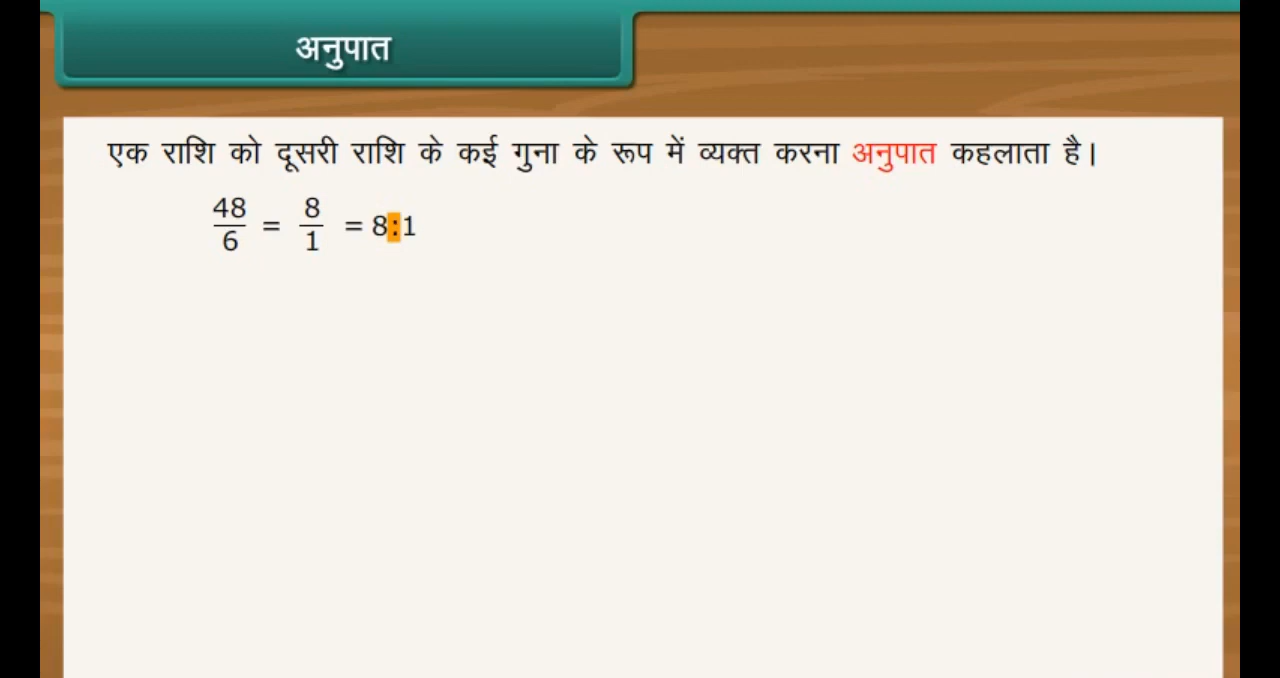 अनुपात
एक राशि को दूसरी राशि के कई गुना के रूप में व्यक्त करना अनुपात कहलाता है।
48/6 = 8/1 = 8:1